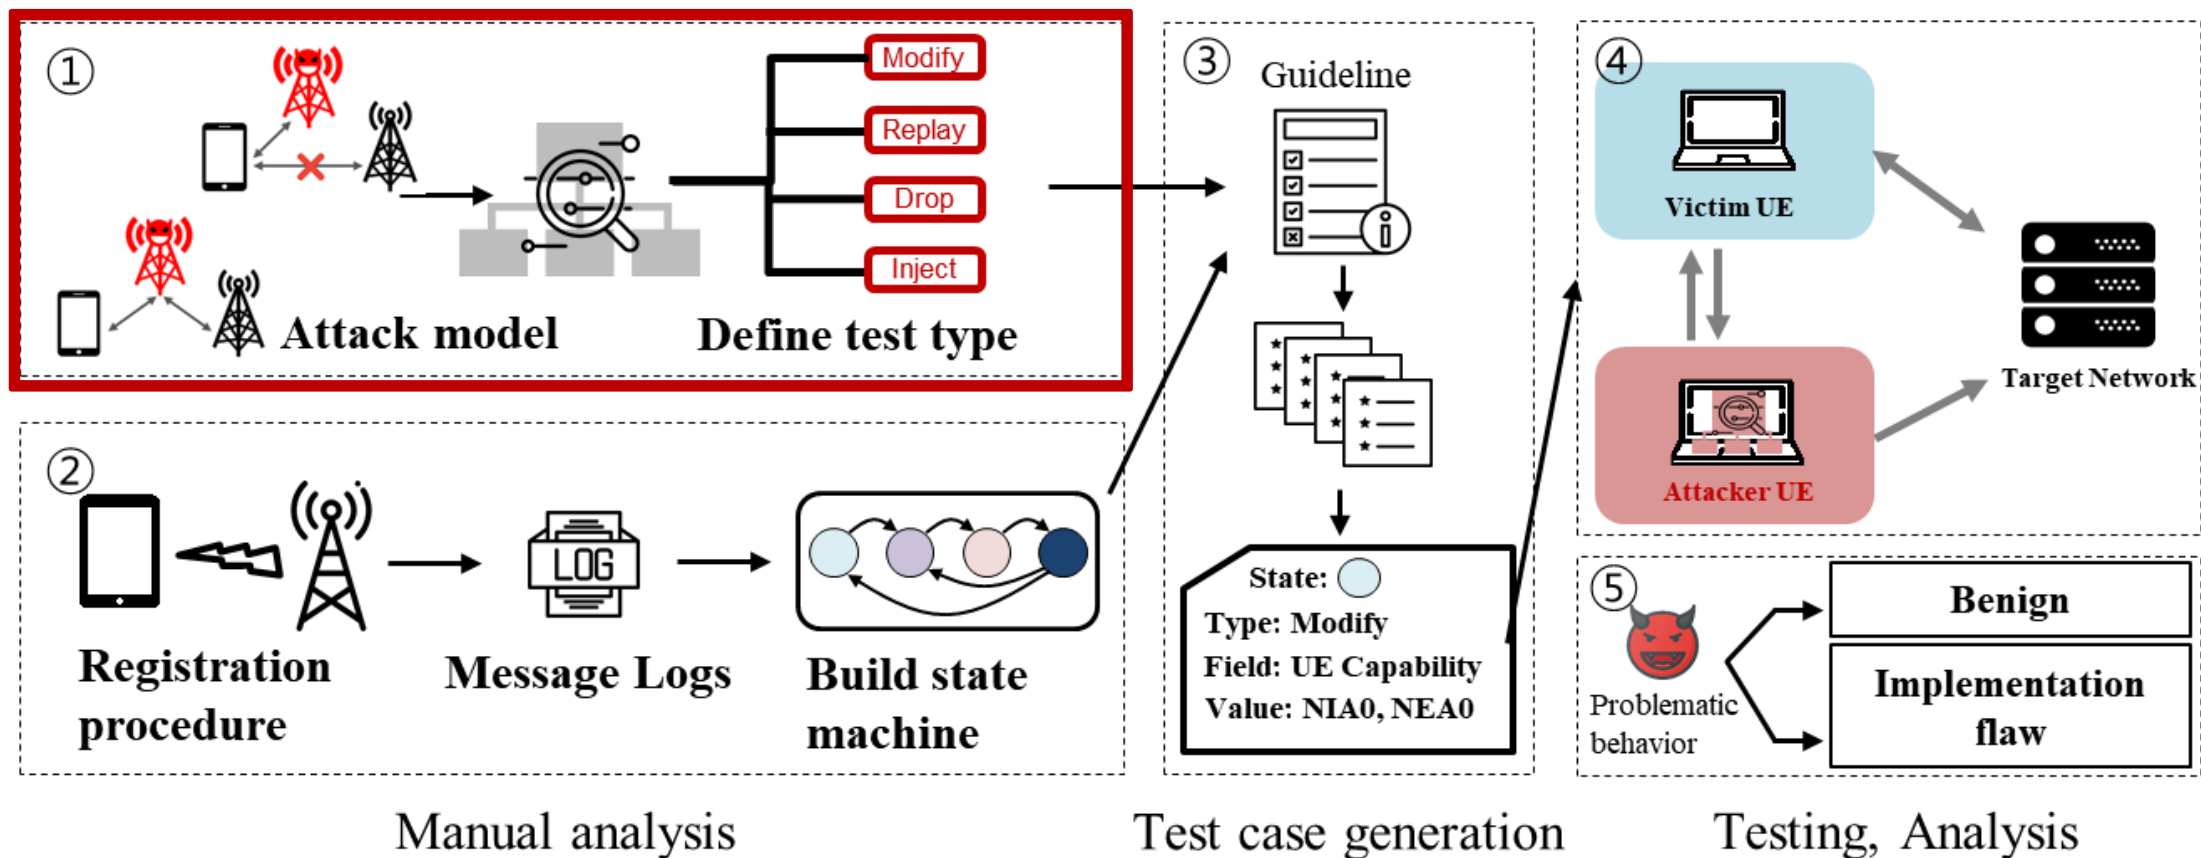 ①
Modify
Replay
Drop
Inject
Attack model
Define test type
②
LOG
Registration
procedure
Message Logs
Build state
machine
Manual analysis
③
Guideline
State:
Type: Modify
Field: UE Capability
Value: NIA0, NEA0
Test case generation
④
Victim UE
Attacker UE
Target Network
⑤
Problematic
behavior
Benign
Implementation
flaw
Testing, Analysis